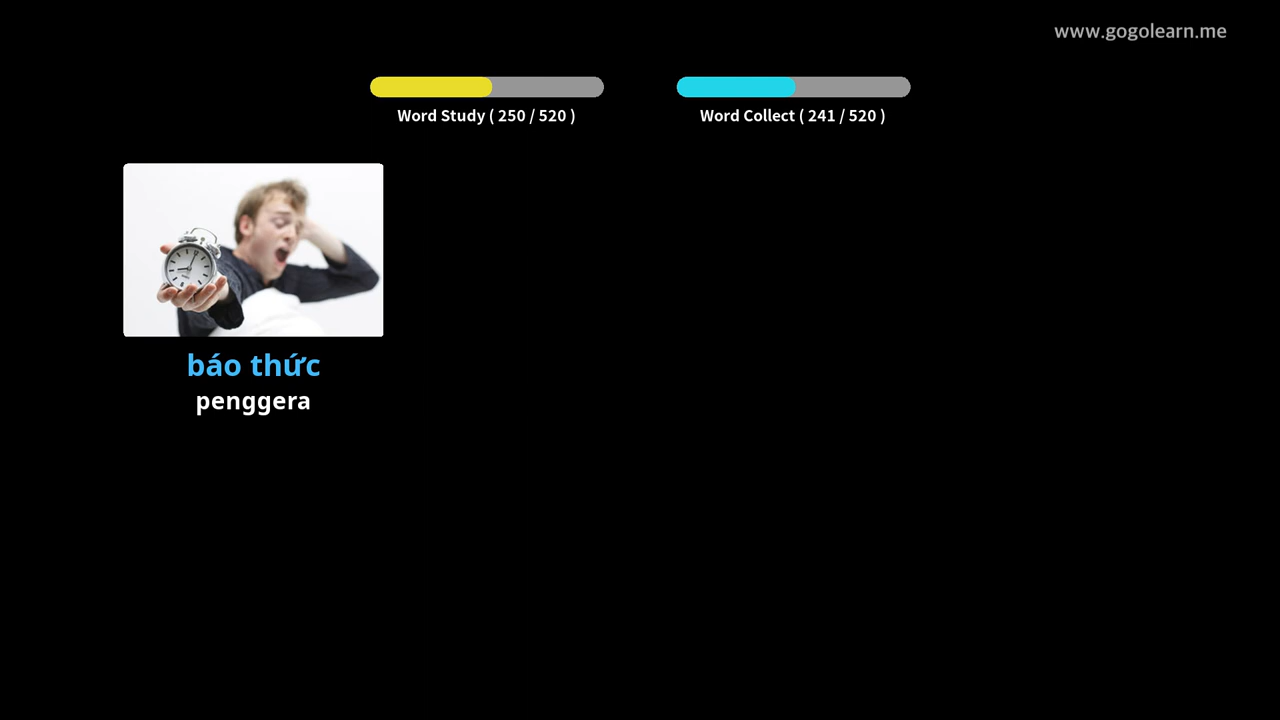 www.gogolearn.me
Word Study ( 250 / 520 )
Word Collect ( 241 / 520 )
báo thức
penggera